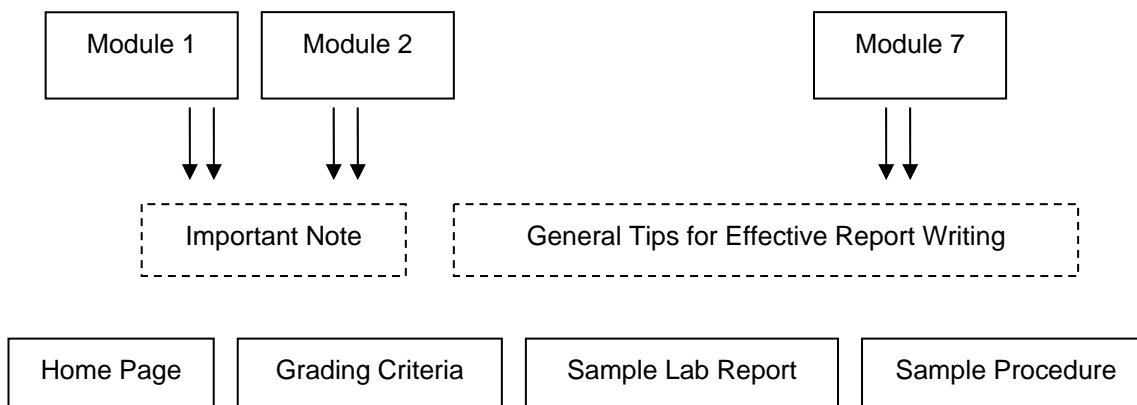 Module 1
Module 2
Module 7
Important Note
General Tips for Effective Report Writing
Home Page
Grading Criteria
Sample Lab Report
Sample Procedure